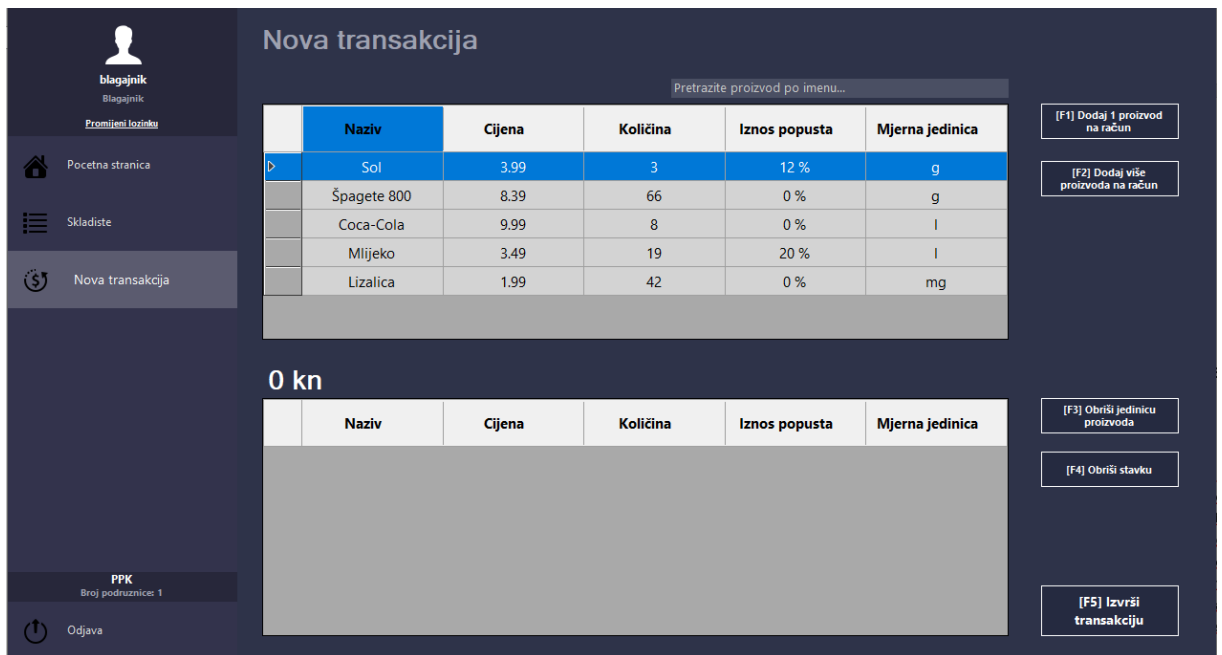 blagajnik
Blagajnik
Promijeni lozinku
Pocetna stranica
Skladiste
Nova transakcija
PPK
Broj podruznice: 1
Odjava
Nova transakcija
Pretrazite proizvod po imenu...
Naziv Cijena Količina Iznos popusta Mjerna jedinica
Sol 3.99 3 12 % g
Špagete 800 8.39 66 0 % g
Coca-Cola 9.99 8 0 % l
Mlijeko 3.49 19 20 % l
Lizalica 1.99 42 0 % mg
[F1] Dodaj 1 proizvod
na račun
[F2] Dodaj više
proizvoda na račun
0 kn
Naziv Cijena Količina Iznos popusta Mjerna jedinica
[F3] Obriši jedinicu
proizvoda
[F4] Obriši stavku
[F5] Izvrši
transakciju